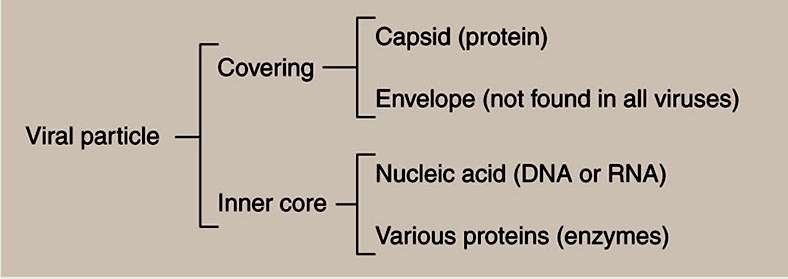 Viral particle
Covering
Capsid (protein)
Envelope (not found in all viruses)
Inner core
Nucleic acid (DNA or RNA)
Various proteins (enzymes)